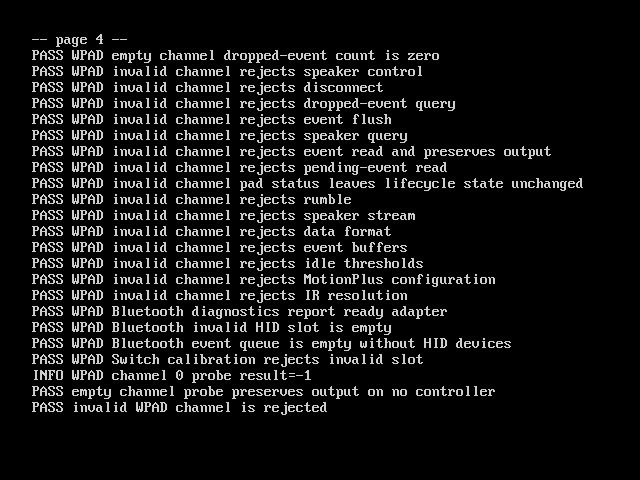 -- page 4 --
PASS WPAD empty channel dropped-event count is zero
PASS WPAD invalid channel rejects speaker control
PASS WPAD invalid channel rejects disconnect
PASS WPAD invalid channel rejects dropped-event query
PASS WPAD invalid channel rejects event flush
PASS WPAD invalid channel rejects speaker query
PASS WPAD invalid channel rejects event read and preserves output
PASS WPAD invalid channel rejects pending-event read
PASS WPAD invalid channel pad status leaves lifecycle state unchanged
PASS WPAD invalid channel rejects rumble
PASS WPAD invalid channel rejects speaker stream
PASS WPAD invalid channel rejects data format
PASS WPAD invalid channel rejects event buffers
PASS WPAD invalid channel rejects idle thresholds
PASS WPAD invalid channel rejects MotionPlus configuration
PASS WPAD invalid channel rejects IR resolution
PASS WPAD Bluetooth diagnostics report ready adapter
PASS WPAD Bluetooth invalid HID slot is empty
PASS WPAD Bluetooth event queue is empty without HID devices
PASS WPAD Switch calibration rejects invalid slot
INFO WPAD channel 0 probe result=-1
PASS empty channel probe preserves output on no controller
PASS invalid WPAD channel is rejected